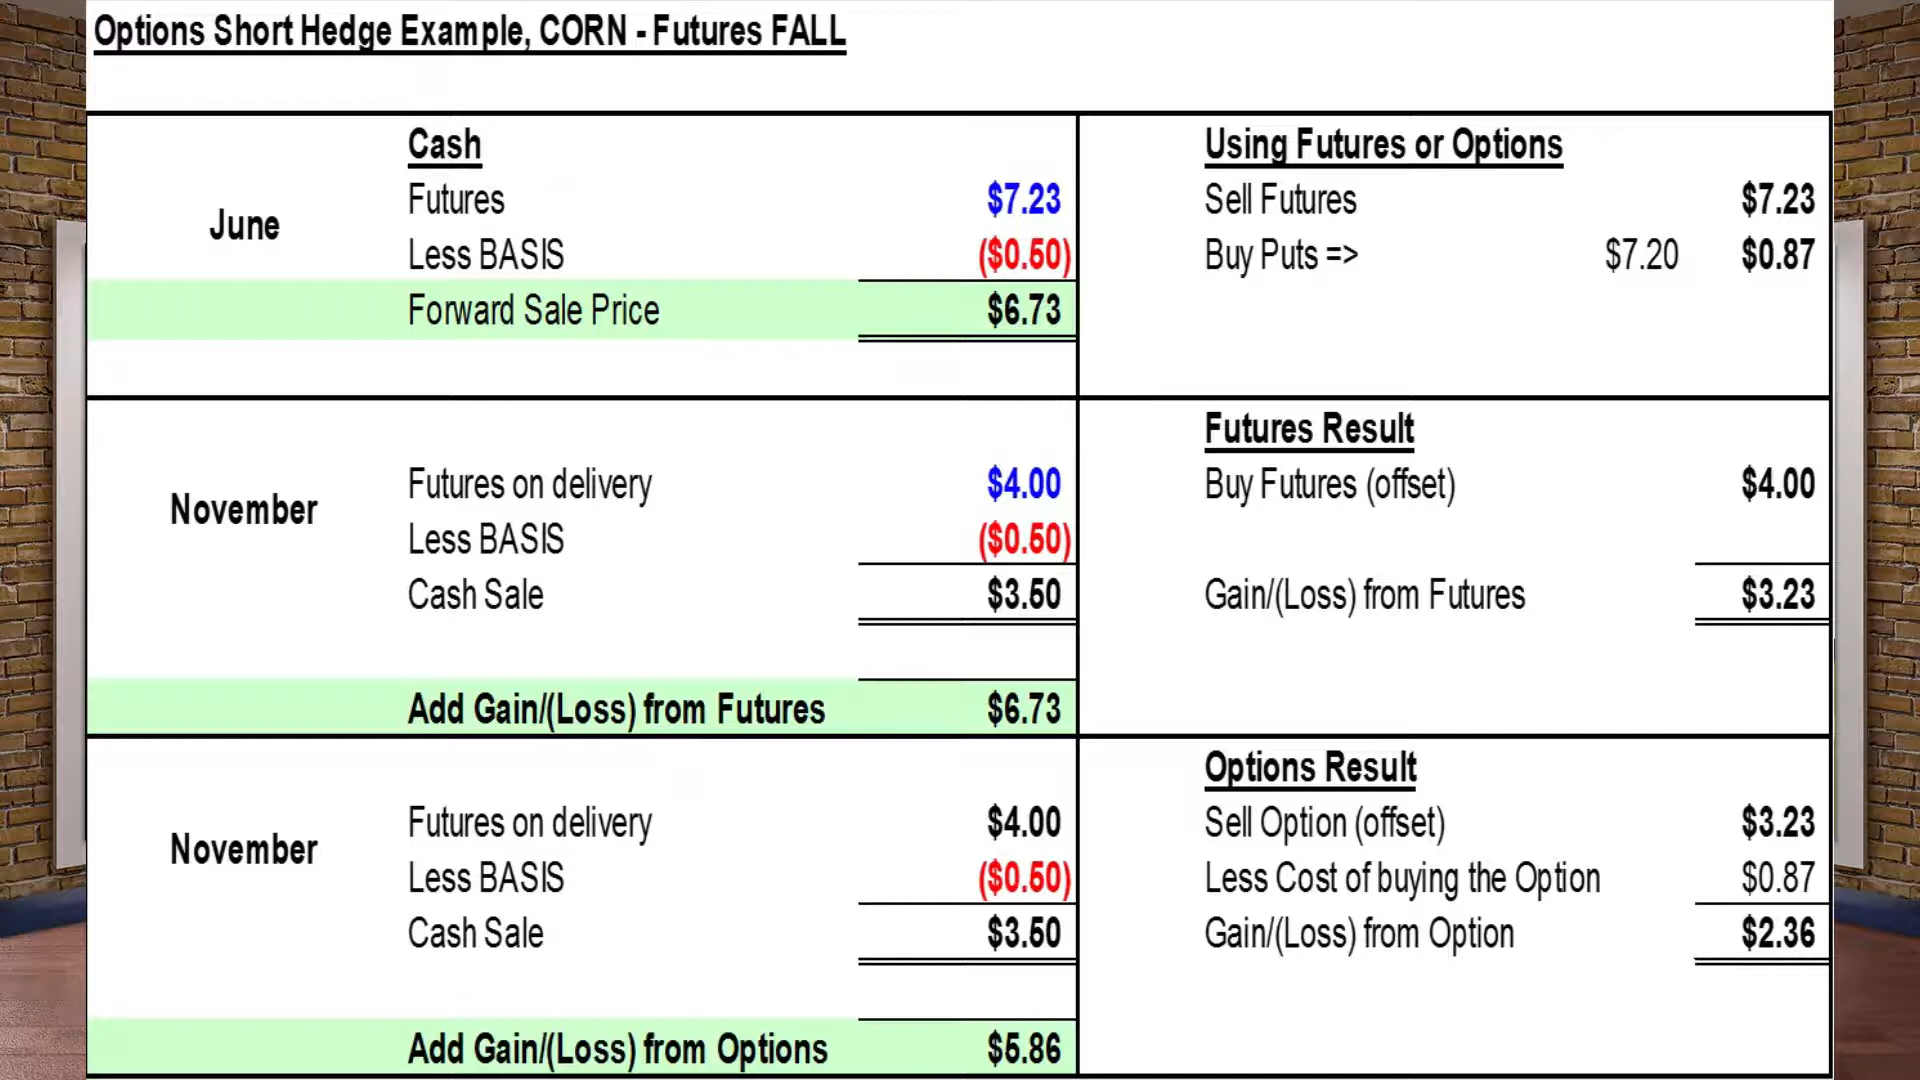 Options Short Hedge Example, CORN - Futures FALL
Cash
Futures $7.23
June
Less BASIS ($0.50)
Forward Sale Price $6.73
Using Futures or Options
Sell Futures $7.23
Buy Puts => $7.20 $0.87
Futures on delivery $4.00
November
Less BASIS ($0.50)
Cash Sale $3.50
Add Gain/(Loss) from Futures $6.73
Futures Result
Buy Futures (offset) $4.00
Gain/(Loss) from Futures $3.23
Futures on delivery $4.00
November
Less BASIS ($0.50)
Cash Sale $3.50
Add Gain/(Loss) from Options $5.86
Options Result
Sell Option (offset) $3.23
Less Cost of buying the Option $0.87
Gain/(Loss) from Option $2.36